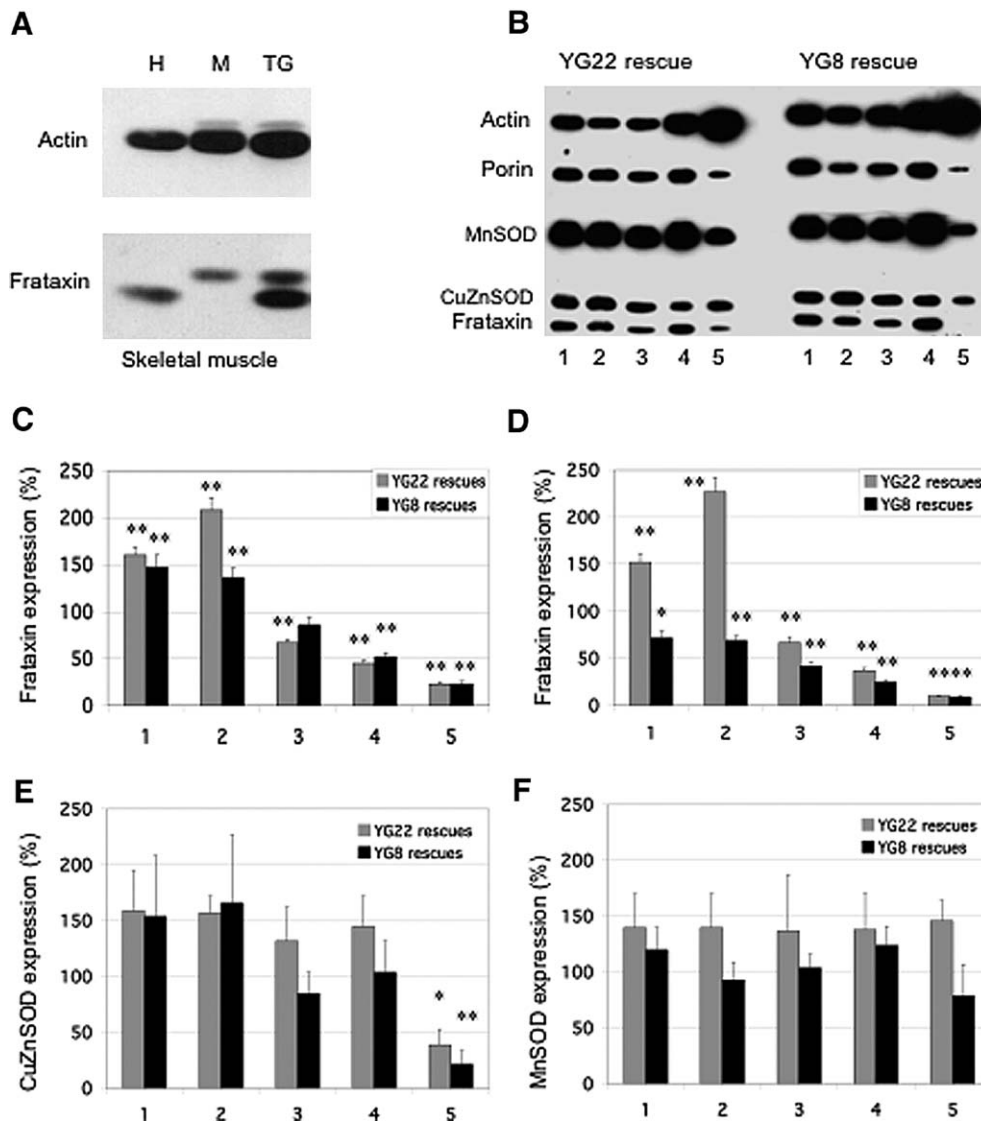 A
H M TG
Actin
Frataxin
Skeletal muscle
B
YG22 rescue YG8 rescue
Actin
Porin
MnSOD
CuZnSOD
Frataxin
1 2 3 4 5 1 2 3 4 5
C
Frataxin expression (%)
250
200
150
100
50
0
YG22 rescues
YG8 rescues
** ** ** ** ** ** ** ** **
1 2 3 4 5
D
Frataxin expression (%)
250
200
150
100
50
0
YG22 rescues
YG8 rescues
** * ** ** ** ** ** ** ****
1 2 3 4 5
E
CuZnSOD expression (%)
250
200
150
100
50
0
YG22 rescues
YG8 rescues
* **
1 2 3 4 5
F
MnSOD expression (%)
250
200
150
100
50
0
YG22 rescues
YG8 rescues
1 2 3 4 5